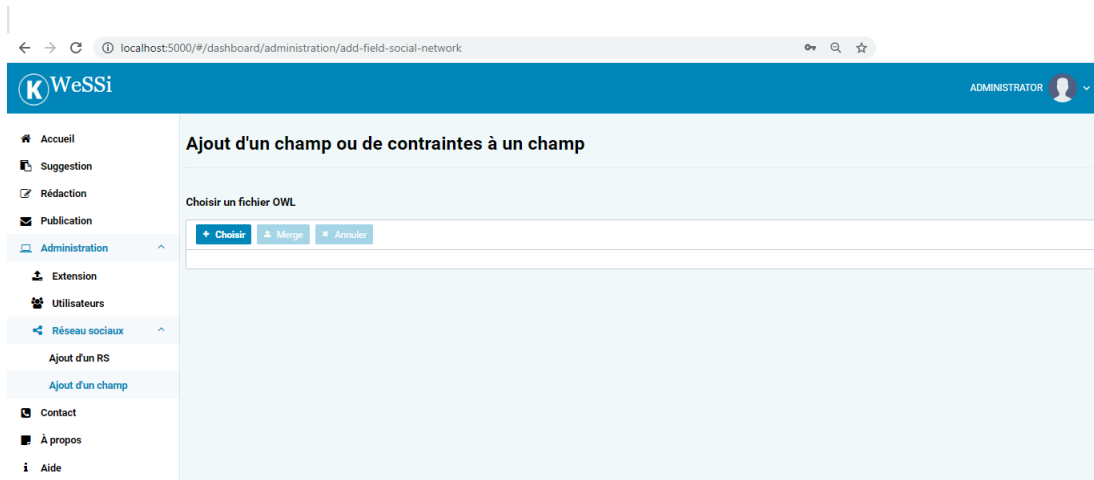 localhost:5000/#/dashboard/administration/add-field-social-network
K WeSSi
ADMINISTRATOR
Accueil
Suggestion
Rédaction
Publication
Administration
Extension
Utilisateurs
Réseau sociaux
Ajout d'un RS
Ajout d'un champ
Contact
À propos
i Aide
Ajout d'un champ ou de contraintes à un champ
Choisir un fichier OWL
+ Choisir Merge × Annuler